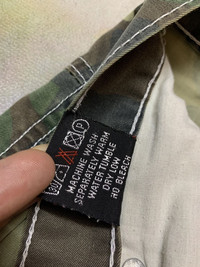 MACHINE WASH
SEPARATELY WARM
WATER TUMBLE
DRY LOW
NO BLEACH